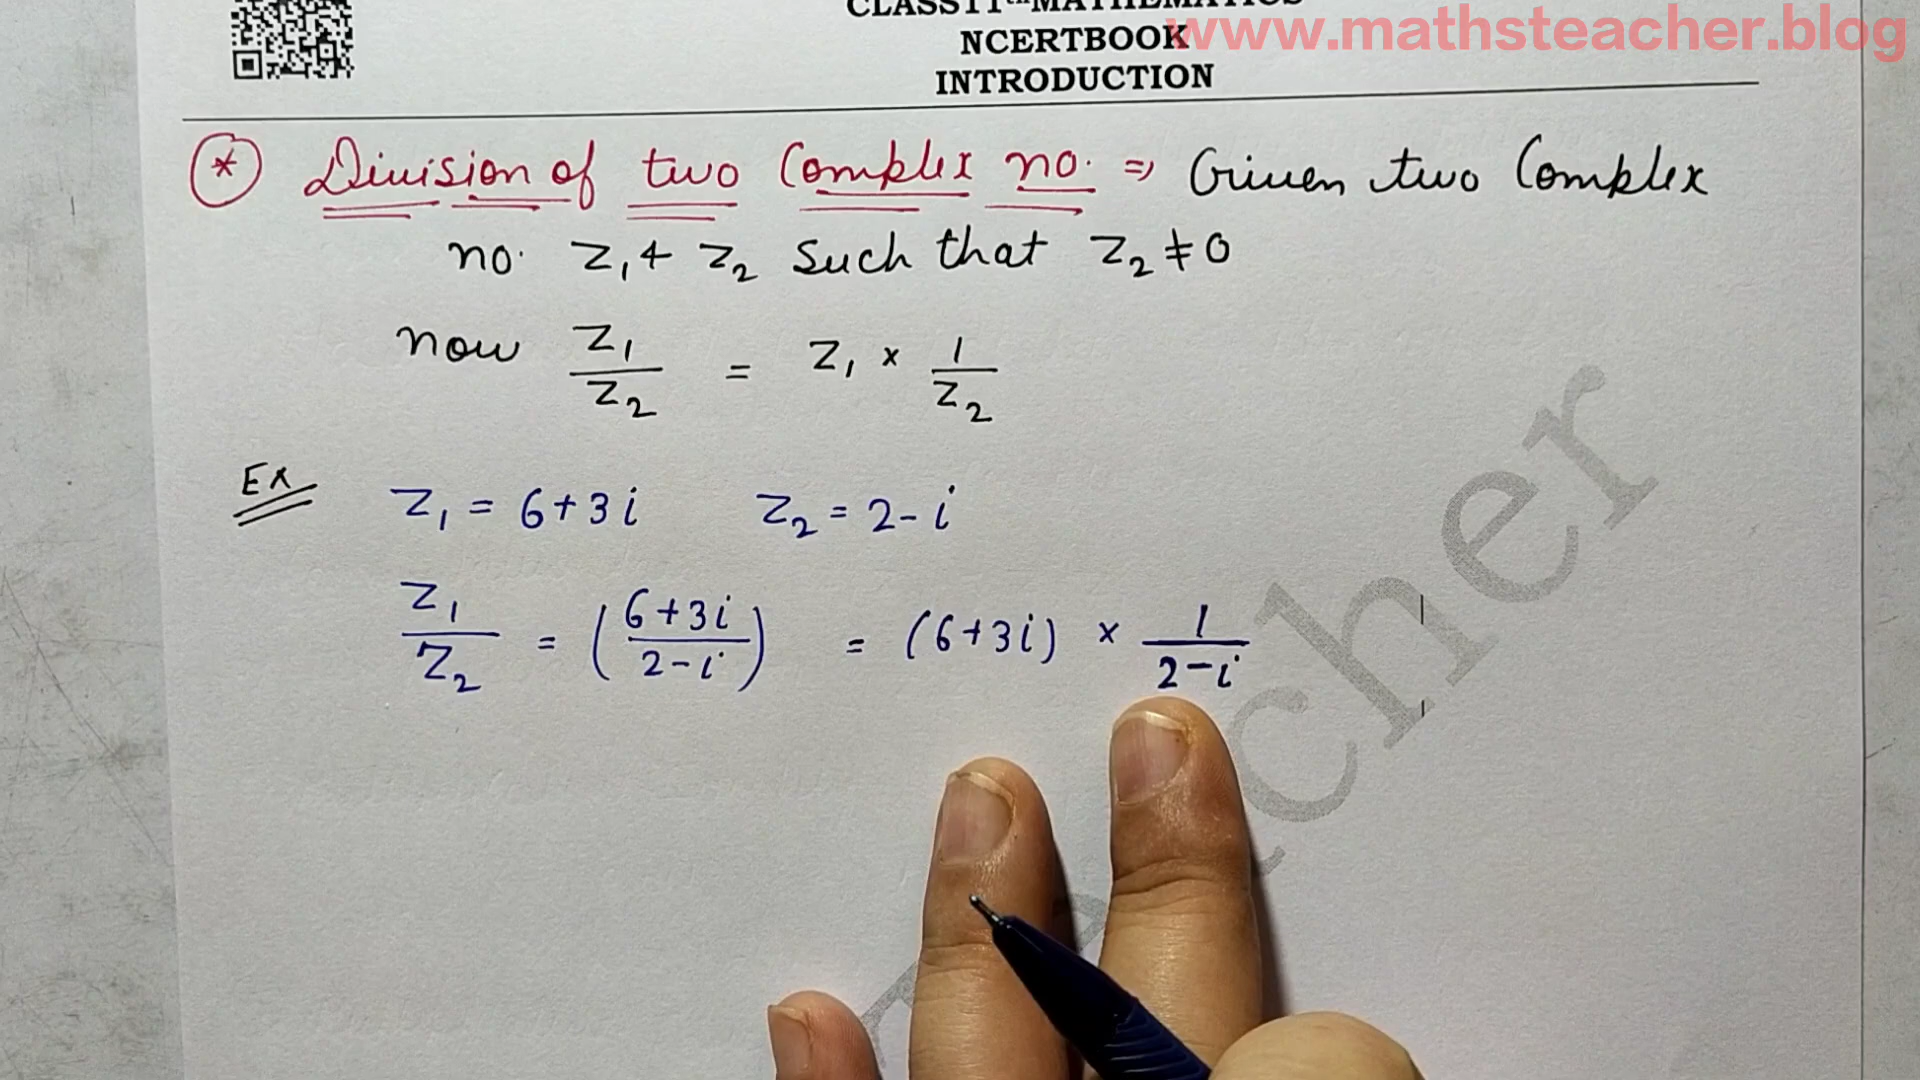 CLASS11ᵗʰMATHEMATICS
www.mathsteacher.blog
NCERTBOOK
INTRODUCTION
* Division of two Complex no. ⇒ Given two Complex
no. Z₁ & Z₂ such that Z₂ ≠ 0
now Z₁/Z₂ = Z₁ × 1/Z₂
Ex Z₁ = 6+3i Z₂ = 2-i
Z₁/Z₂ = (6+3i/2-i) = (6+3i) × 1/2-i